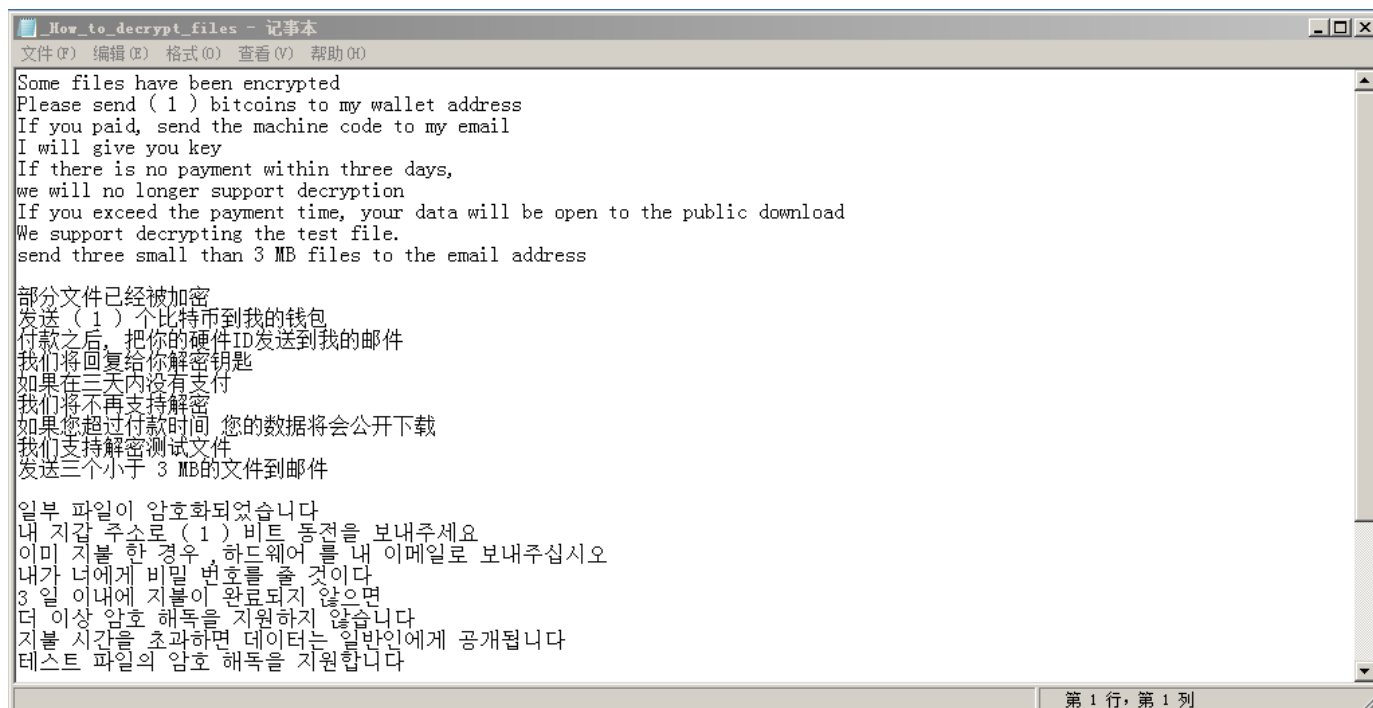 _How_to_decrypt_files - 记事本
文件(F) 编辑(E) 格式(O) 查看(V) 帮助(H)
Some files have been encrypted
Please send ( 1 ) bitcoins to my wallet address
If you paid, send the machine code to my email
I will give you key
If there is no payment within three days,
we will no longer support decryption
If you exceed the payment time, your data will be open to the public download
We support decrypting the test file.
send three small than 3 MB files to the email address
部分文件已经被加密
发送 ( 1 ) 个比特币到我的钱包
付款之后, 把你的硬件ID发送到我的邮件
我们将回复给你解密钥匙
如果在三天内没有支付
我们将不再支持解密
如果您超过付款时间 您的数据将会公开下载
我们支持解密测试文件
发送三个小于 3 MB的文件到邮件
일부 파일이 암호화되었습니다
내 지갑 주소로 ( 1 ) 비트 동전을 보내주세요
이미 지불 한 경우 ,하드웨어 를 내 이메일로 보내주십시오
내가 너에게 비밀 번호를 줄 것이다
3 일 이내에 지불이 완료되지 않으면
더 이상 암호 해독을 지원하지 않습니다
지불 시간을 초과하면 데이터는 일반인에게 공개됩니다
테스트 파일의 암호 해독을 지원합니다
第 1 行，第 1 列